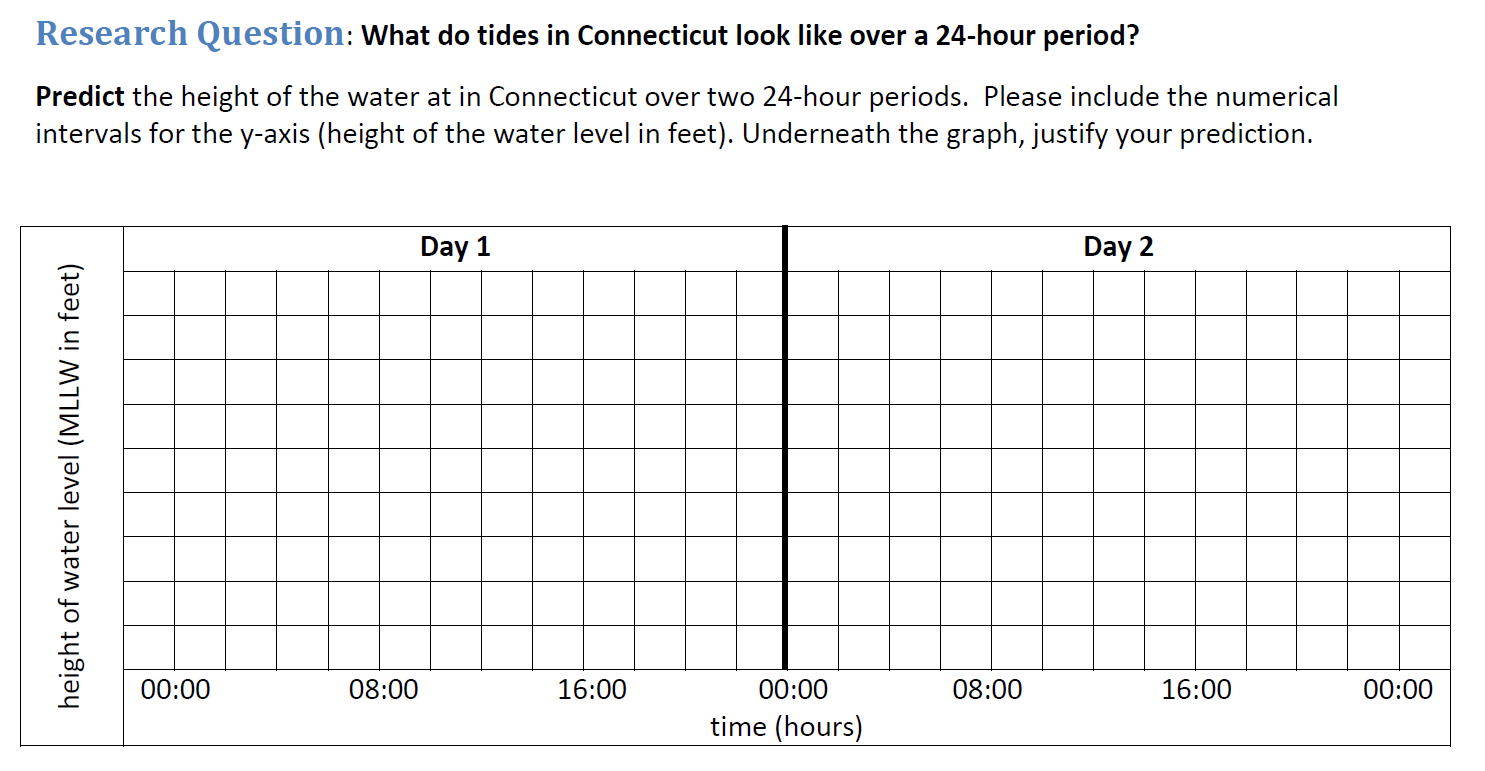 Research Question: What do tides in Connecticut look like over a 24-hour period?
Predict the height of the water at in Connecticut over two 24-hour periods.  Please include the numerical
intervals for the y-axis (height of the water level in feet). Underneath the graph, justify your prediction.
height of water level (MLLW in feet)
Day 1
Day 2
00:00 08:00 16:00 00:00 08:00 16:00 00:00
time (hours)